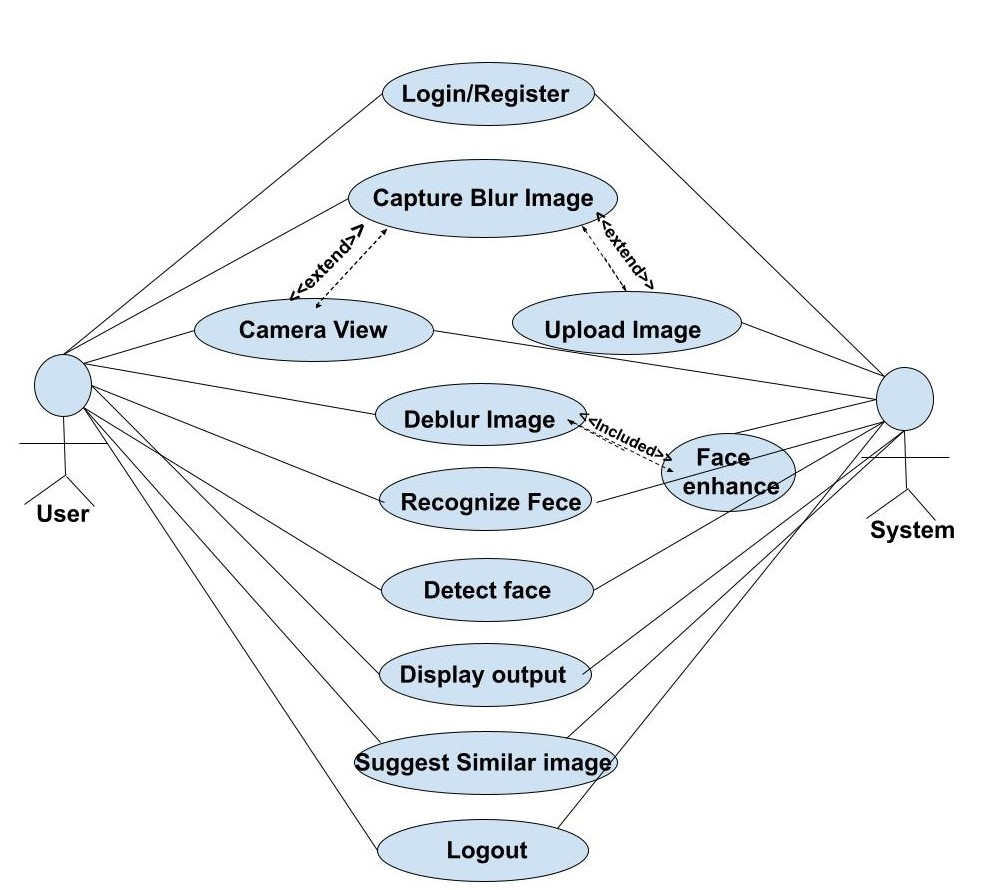 Login/Register
Capture Blur Image
<<extend>>
<<extend>>
Camera View
Upload Image
Deblur Image
<<Included>>
Face
enhance
Recognize Fece
User
System
Detect face
Display output
Suggest Similar image
Logout